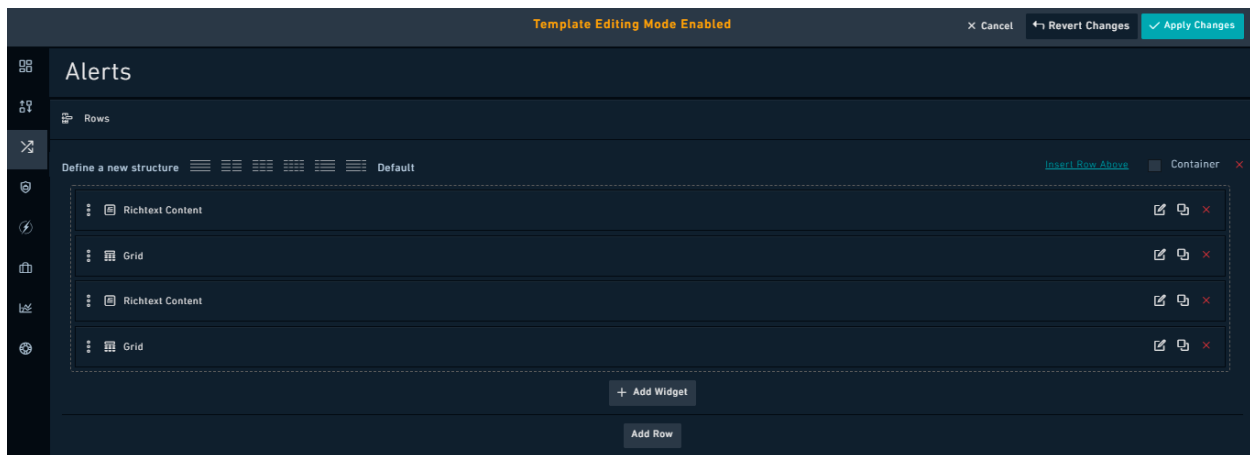 Template Editing Mode Enabled
Cancel
Revert Changes
Apply Changes
Alerts
Rows
Define a new structure
Default
Insert Row Above
Container
Richtext Content
Grid
Richtext Content
Grid
+ Add Widget
Add Row